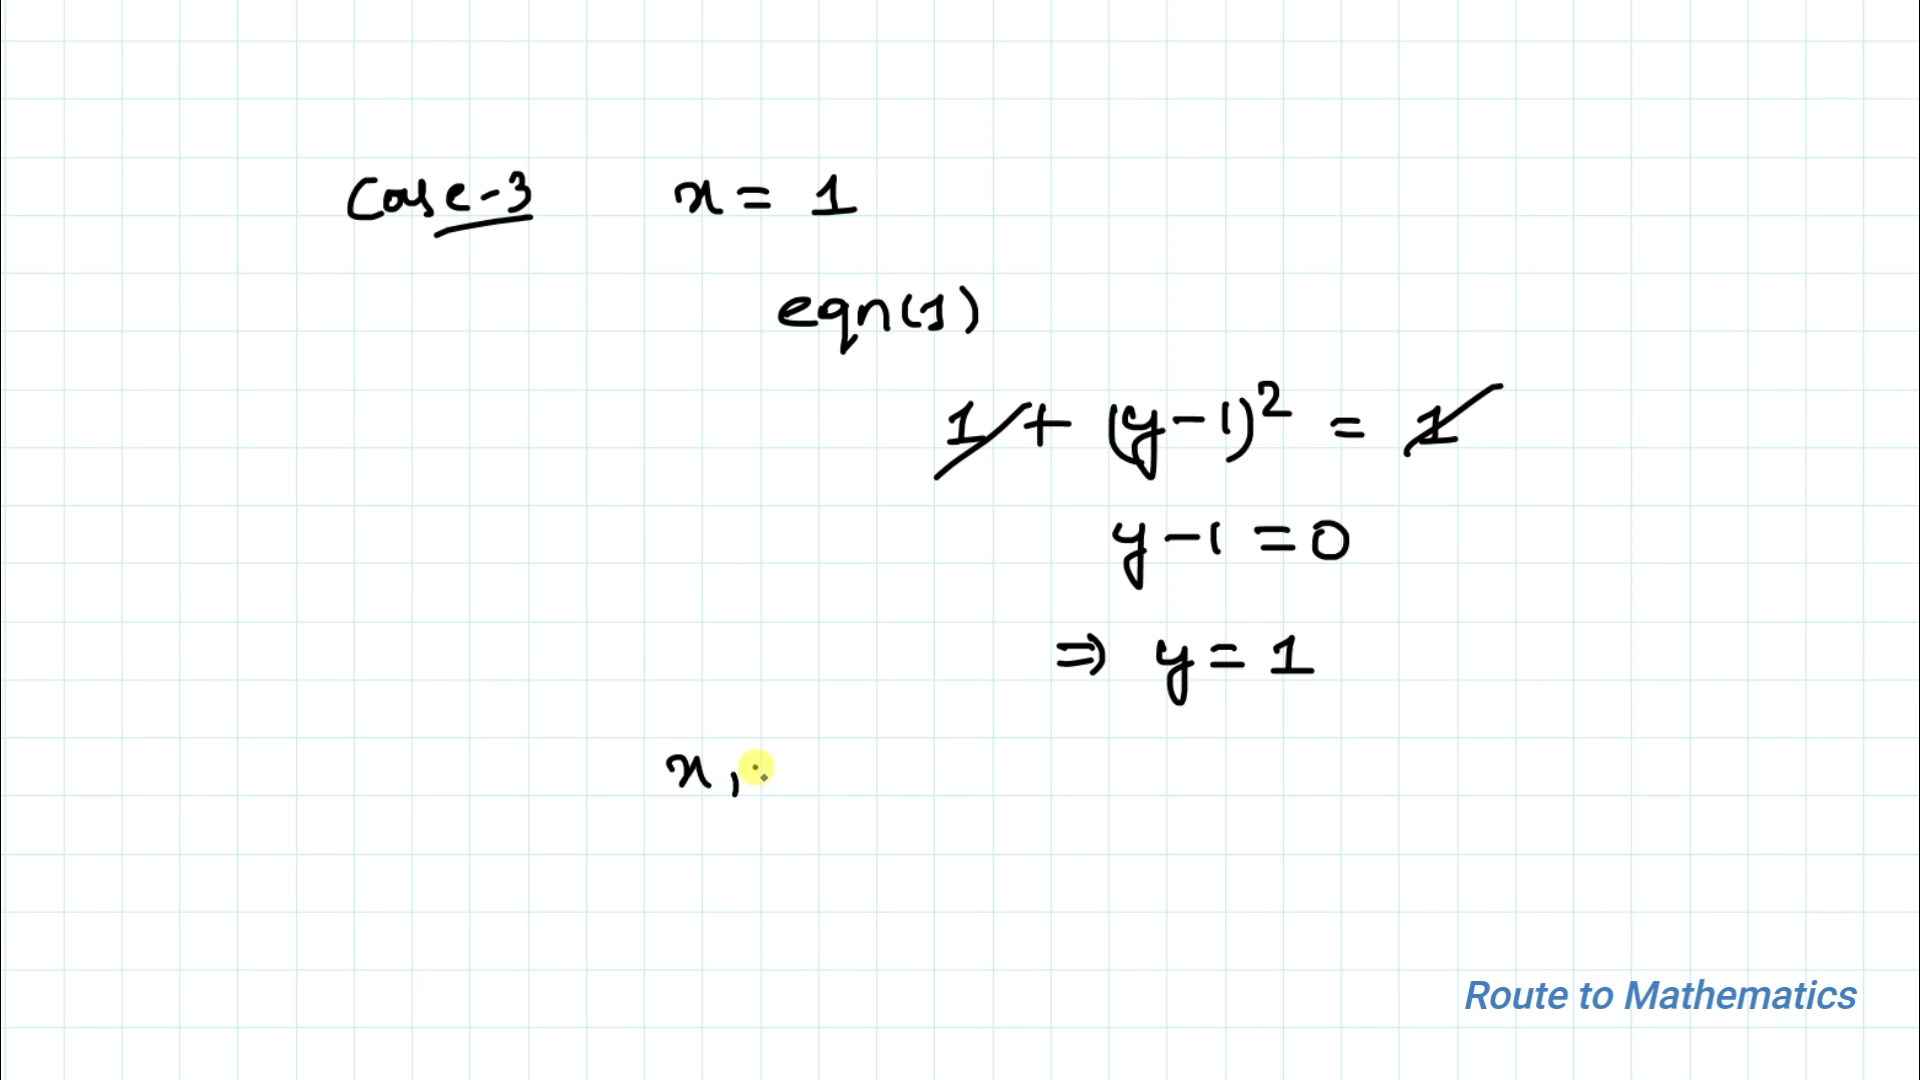 Case-3 x = 1
eqn(1)
1 + (y-1)² = 1
y-1 = 0
⇒ y = 1
x,
Route to Mathematics